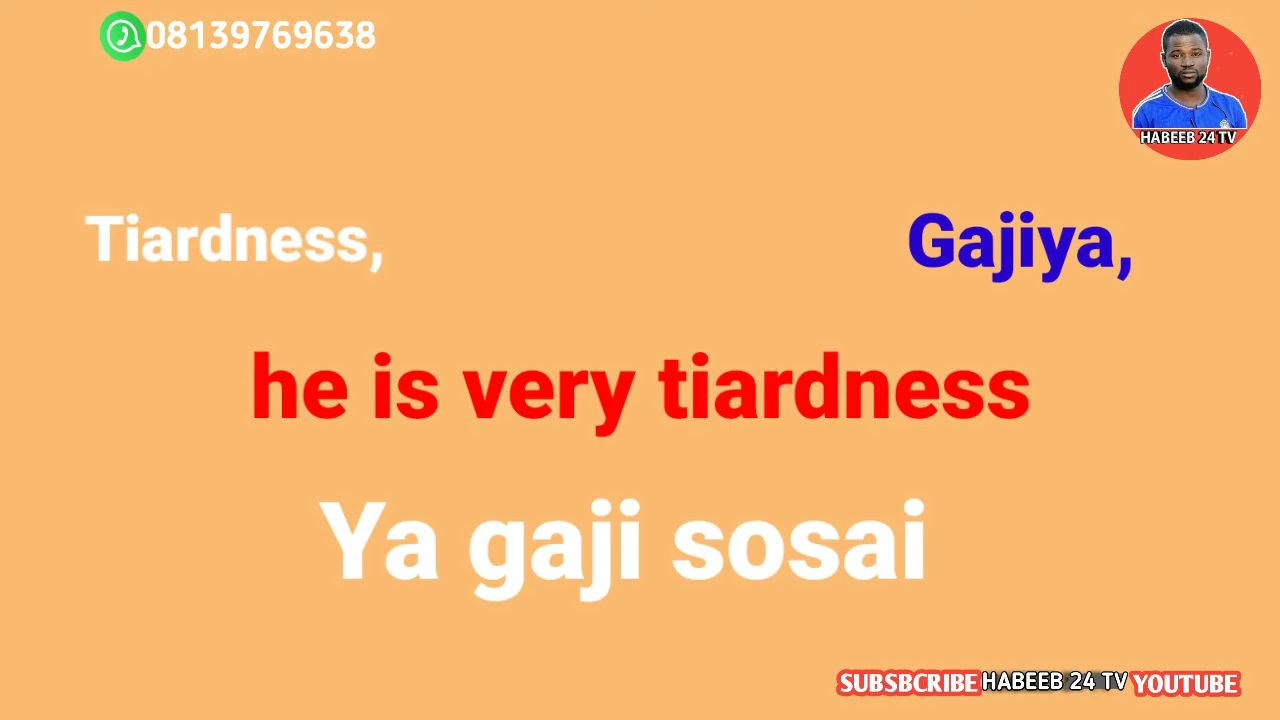 08139769638
HABEEB 24 TV
Tiardness,
Gajiya,
he is very tiardness
Ya gaji sosai
SUBSBCRIBE HABEEB 24 TV YOUTUBE